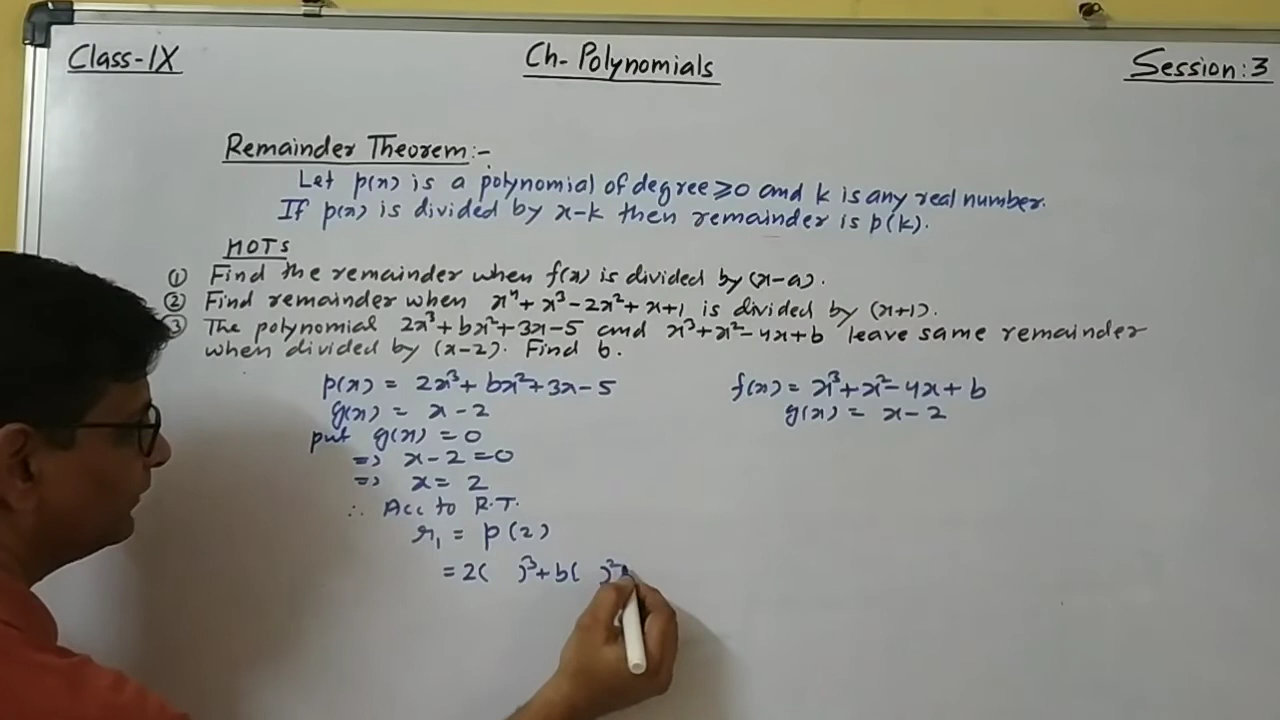 Class-IX
Ch-Polynomials
Session:3
Remainder Theorem:-
Let p(x) is a polynomial of degree ≥ 0 and k is any real number.
If p(x) is divided by x-k then remainder is p(k).
HOTs
① Find the remainder when f(x) is divided by (x-a).
② Find remainder when x⁴+x³-2x²+x+1 is divided by (x+1).
③ The polynomial 2x³+bx²+3x-5 and x³+x²-4x+b leave same remainder
when divided by (x-2). Find b.
p(x) = 2x³+bx²+3x-5
g(x) = x-2
put g(x) = 0
=> x-2=0
=> x= 2
∴ Acc to R.T.
r₁ = p(2)
= 2( )³+b( )²
f(x) = x³+x²-4x+b
g(x) = x-2